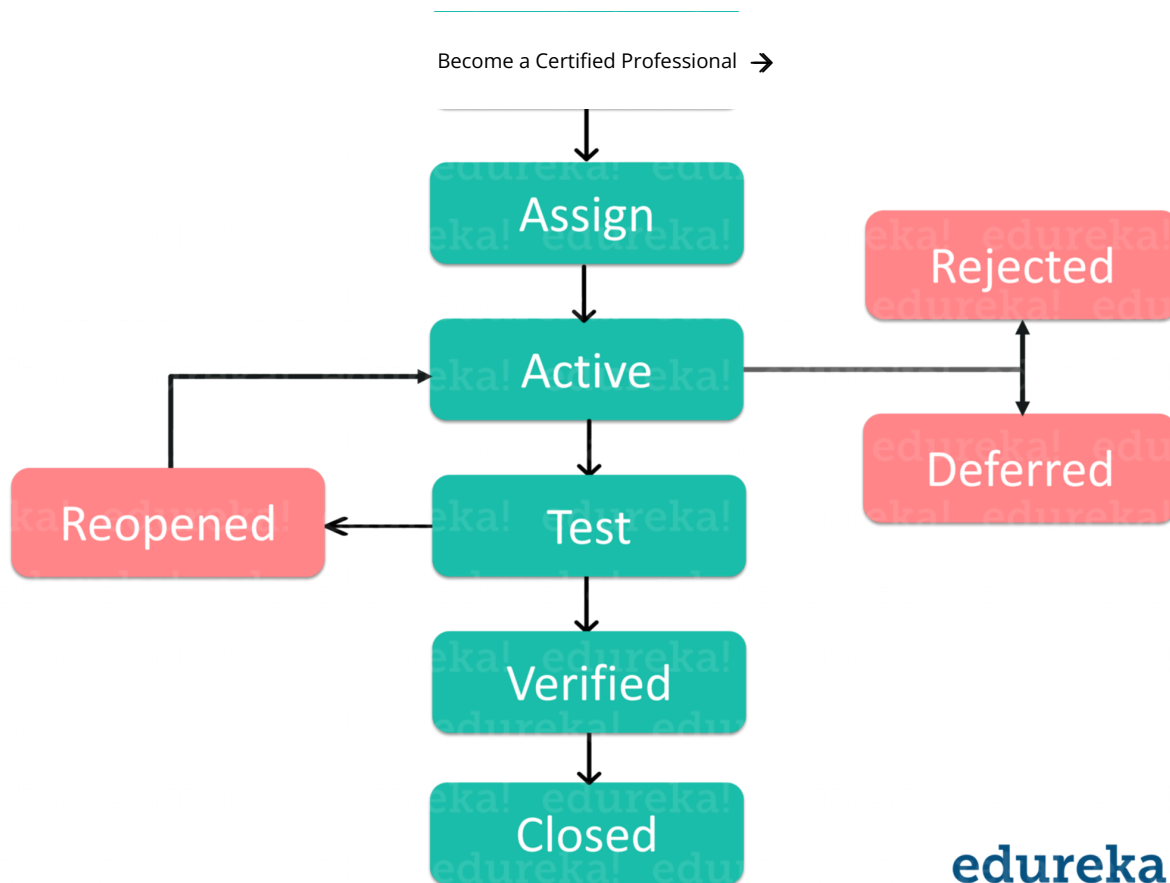 Become a Certified Professional →
Assign
Rejected
Active
Deferred
Reopened
Test
Verified
Closed
edureka